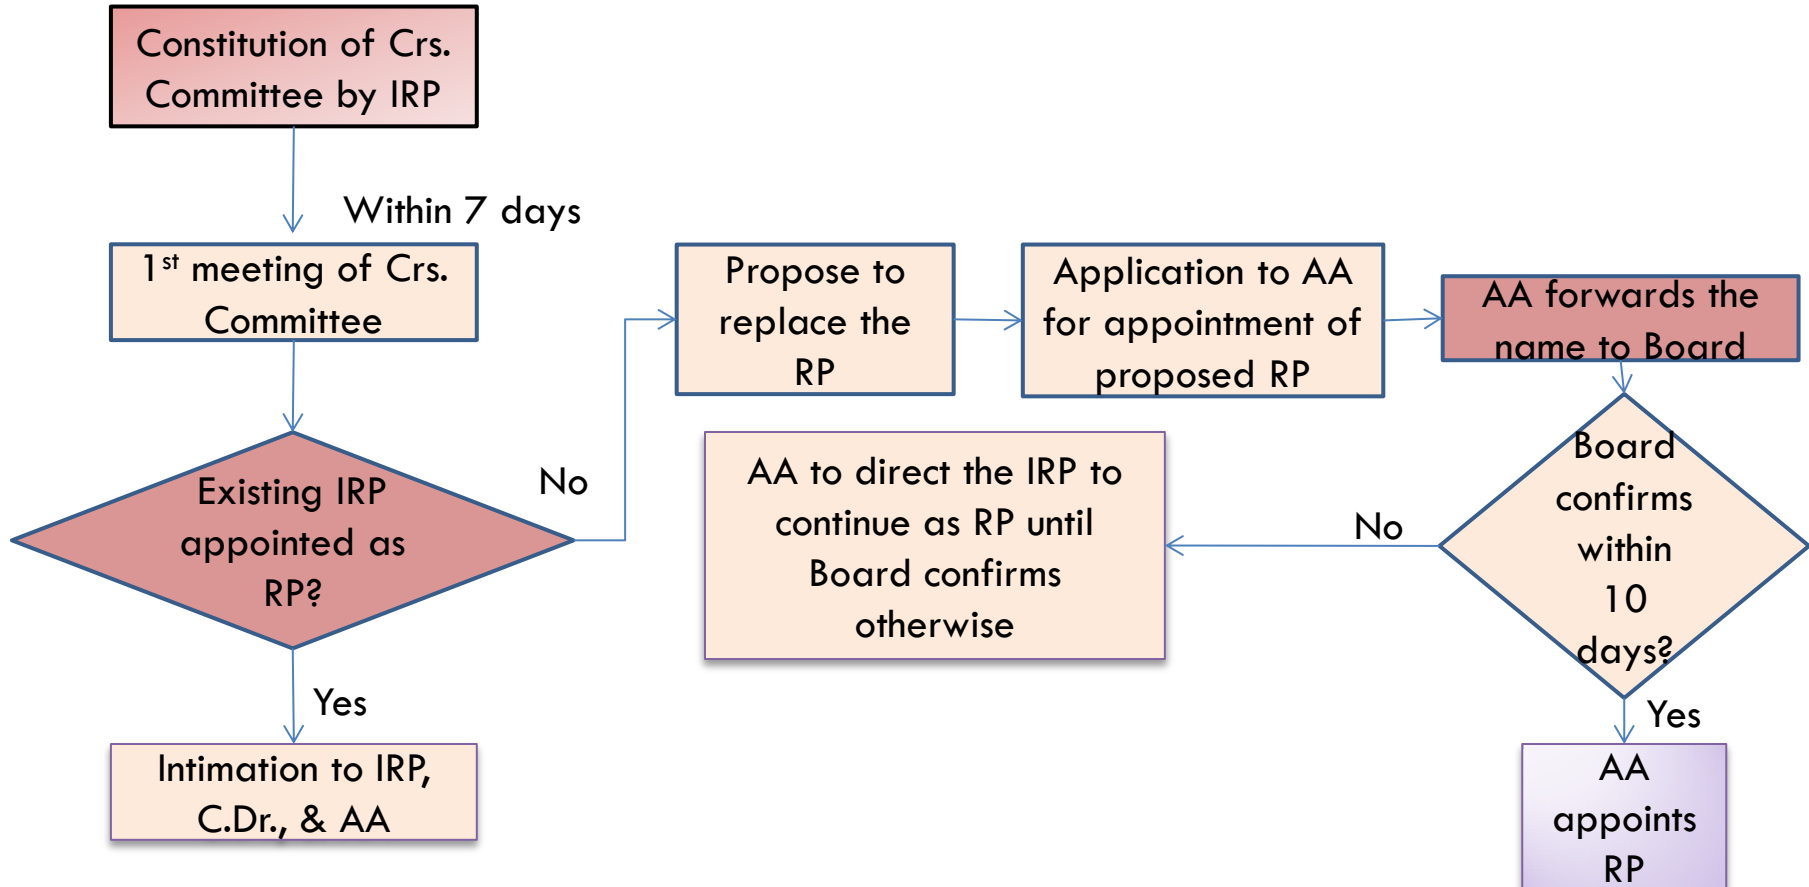 Constitution of Crs.
Committee by IRP
Within 7 days
1st meeting of Crs.
Committee
Existing IRP
appointed as
RP?
No
Yes
Intimation to IRP,
C.Dr., & AA
Propose to
replace the
RP
Application to AA
for appointment of
proposed RP
AA forwards the
name to Board
Board
confirms
within
10
days?
No
AA to direct the IRP to
continue as RP until
Board confirms
otherwise
Yes
AA
appoints
RP